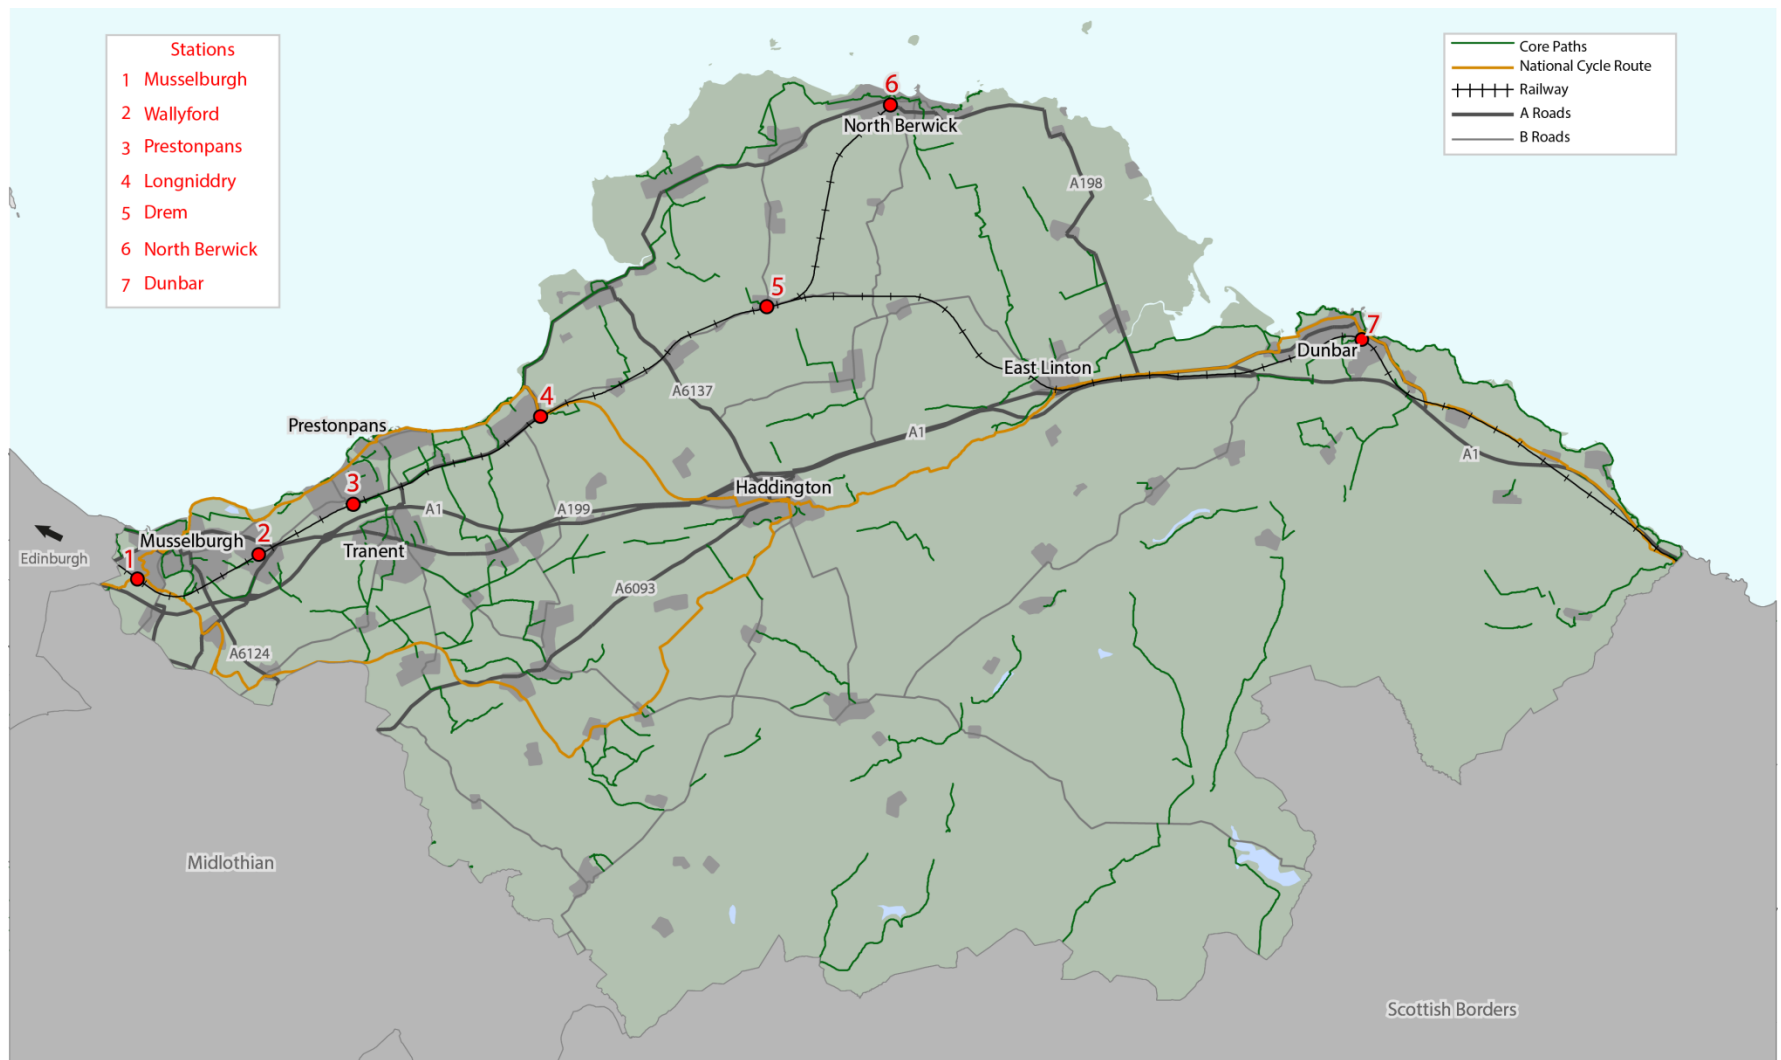 Stations
1 Musselburgh
2 Wallyford
3 Prestonpans
4 Longniddry
5 Drem
6 North Berwick
7 Dunbar
Core Paths
National Cycle Route
Railway
A Roads
B Roads
6
North Berwick
A198
5
7
Dunbar
East Linton
A6137
4
Prestonpans
A1
A1
Haddington
3
A1
A199
2
Musselburgh
Tranent
1
Edinburgh
A6093
A6124
Midlothian
Scottish Borders